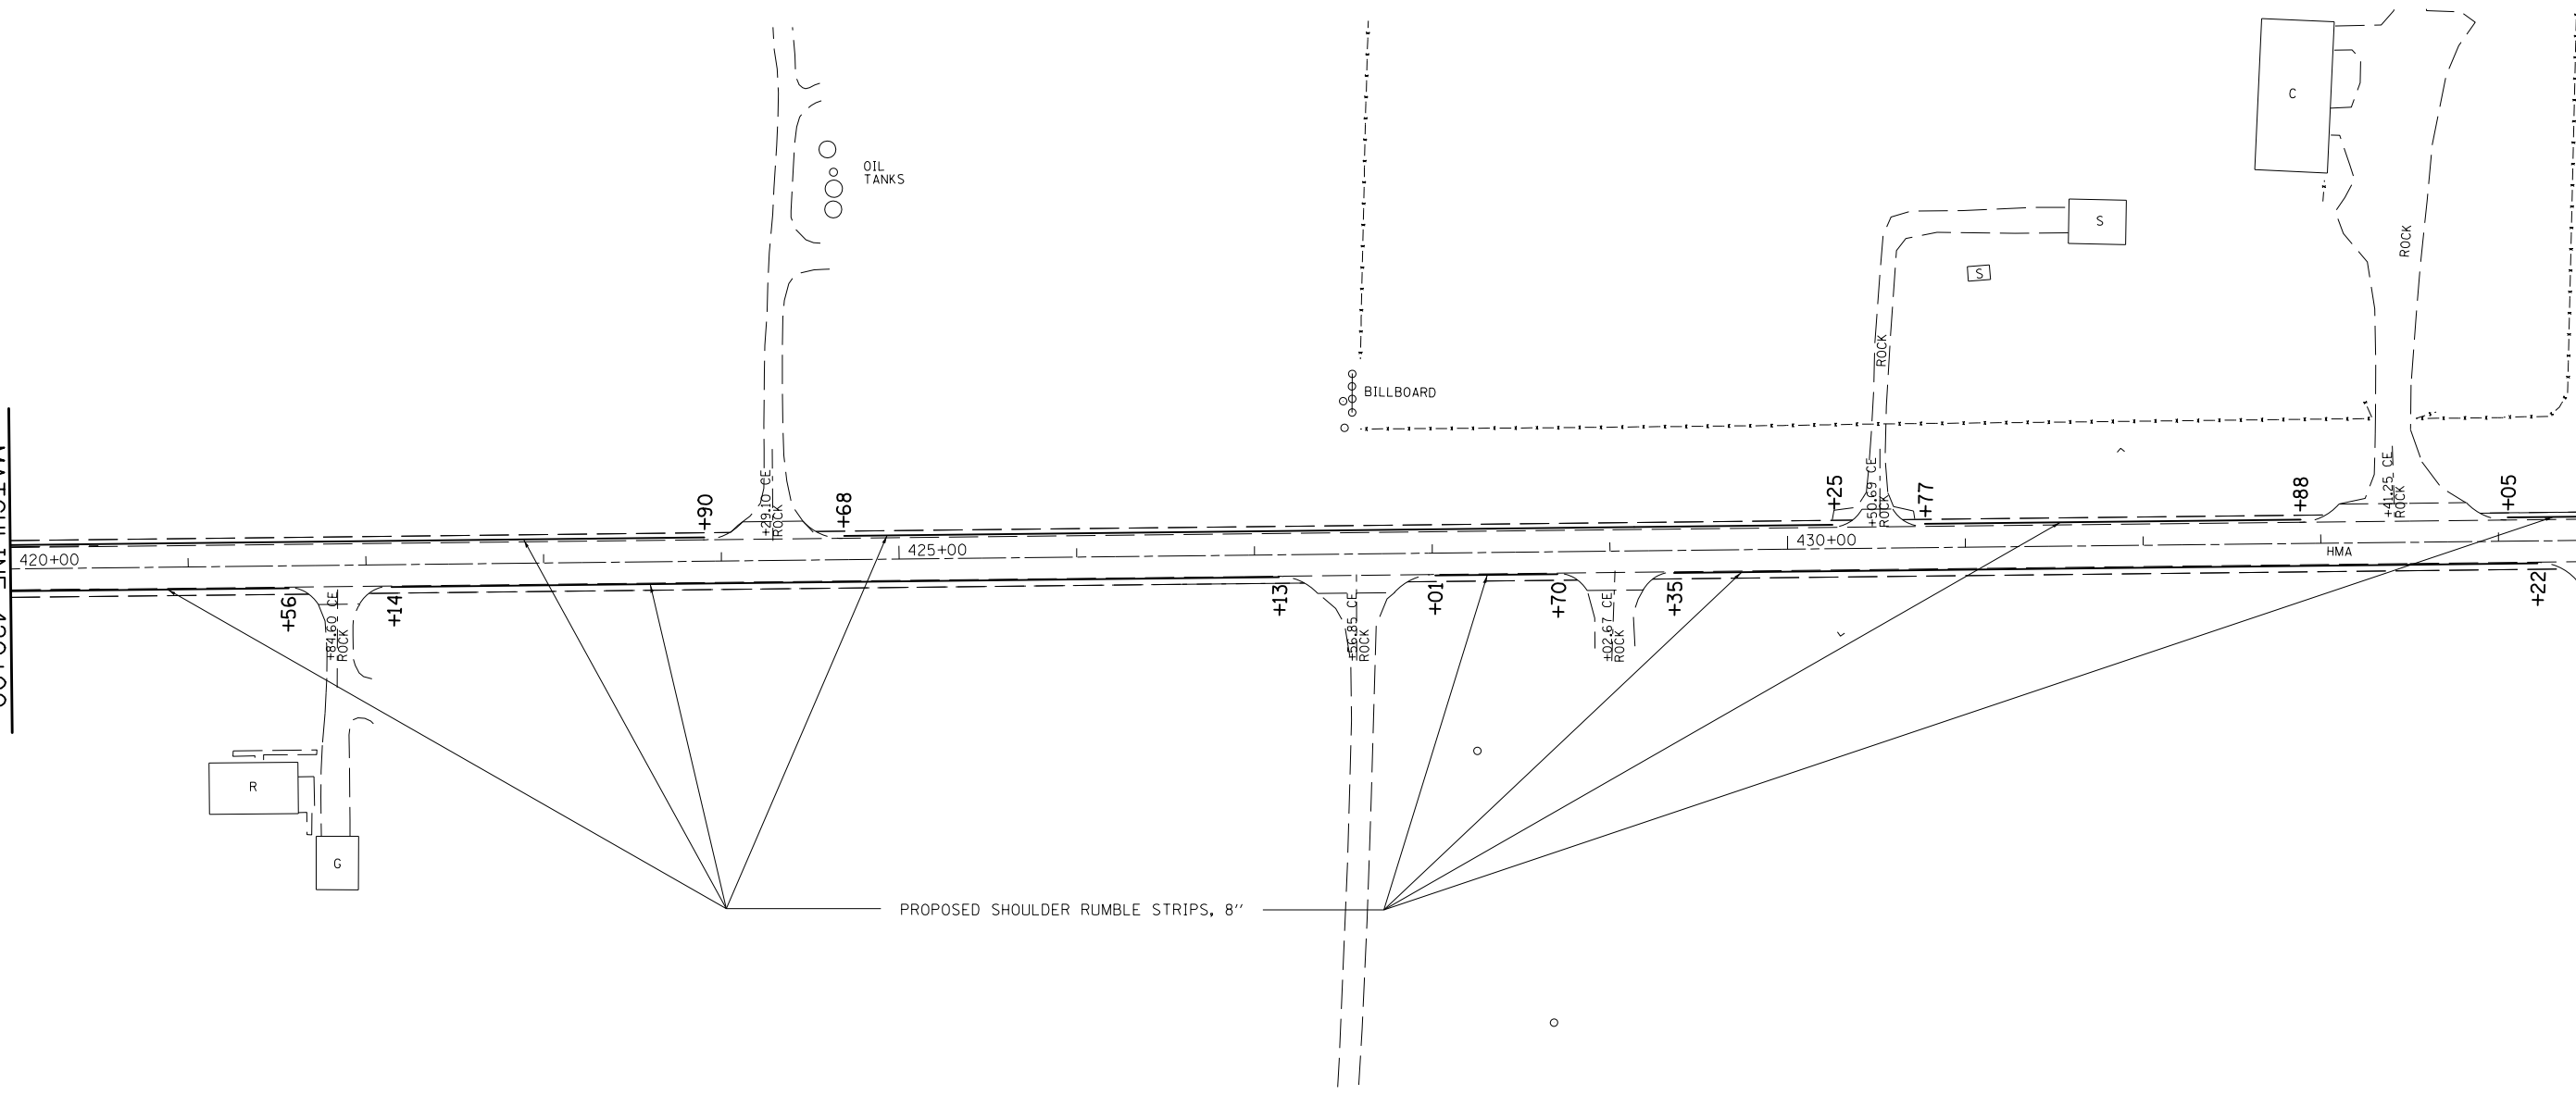 C
OIL
TANKS
S
ROCK
S
ROCK
BILLBOARD
+90
+29.10 CE
ROCK
+68
+25
+50.69 CE
ROCK
+77
+88
+41.25 CE
ROCK
+05
420+00
425+00
430+00
HMA
+56
+84.60 CE
ROCK
+14
+13
+56.85 CE
ROCK
+01
+70
+02.67 CE
ROCK
+35
+22
R
G
PROPOSED SHOULDER RUMBLE STRIPS, 8''